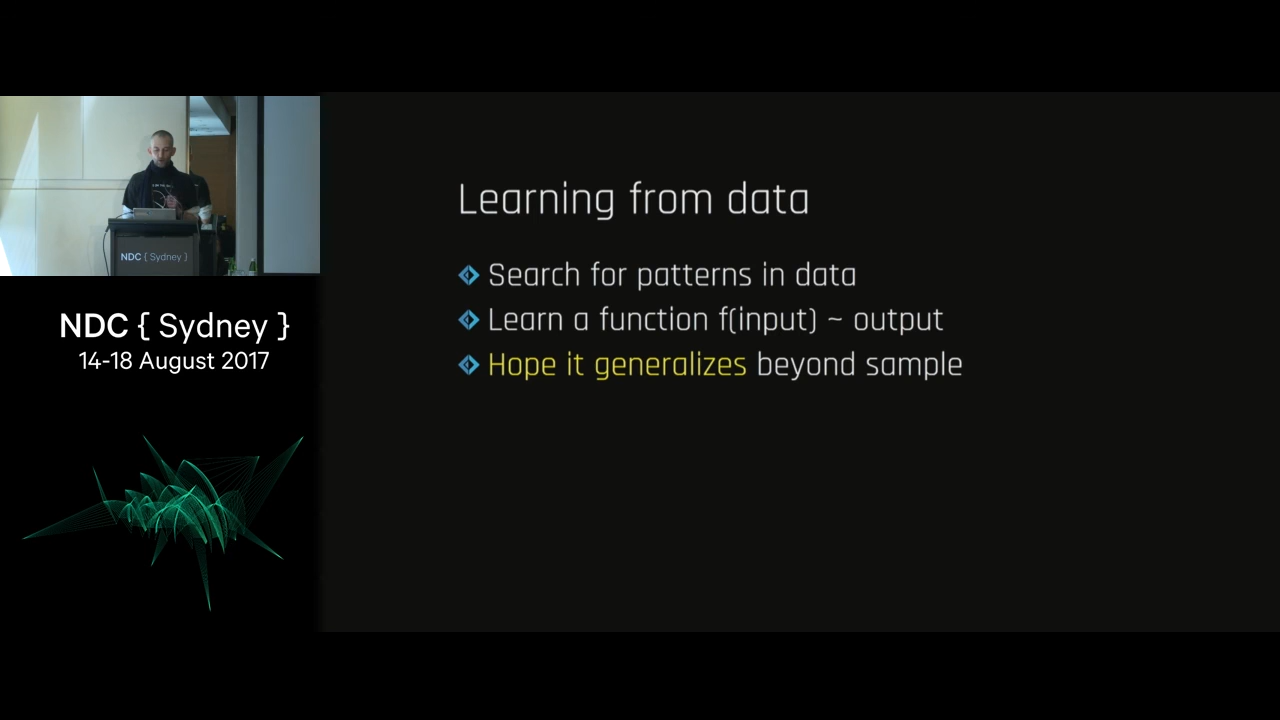 NDC { Sydney }
NDC { Sydney }
14-18 August 2017
Learning from data
Search for patterns in data
Learn a function f(input) ~ output
Hope it generalizes beyond sample